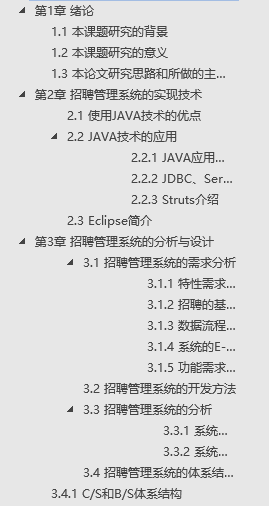 第1章 绪论
1.1 本课题研究的背景
1.2 本课题研究的意义
1.3 本论文研究思路和所做的主...
第2章 招聘管理系统的实现技术
2.1 使用JAVA技术的优点
2.2 JAVA技术的应用
2.2.1 JAVA应用...
2.2.2 JDBC、Ser...
2.2.3 Struts介绍
2.3 Eclipse简介
第3章 招聘管理系统的分析与设计
3.1 招聘管理系统的需求分析
3.1.1 特性需求...
3.1.2 招聘的基...
3.1.3 数据流程...
3.1.4 系统的E-...
3.1.5 功能需求...
3.2 招聘管理系统的开发方法
3.3 招聘管理系统的分析
3.3.1 系统...
3.3.2 系统...
3.4 招聘管理系统的体系结...
3.4.1 C/S和B/S体系结构